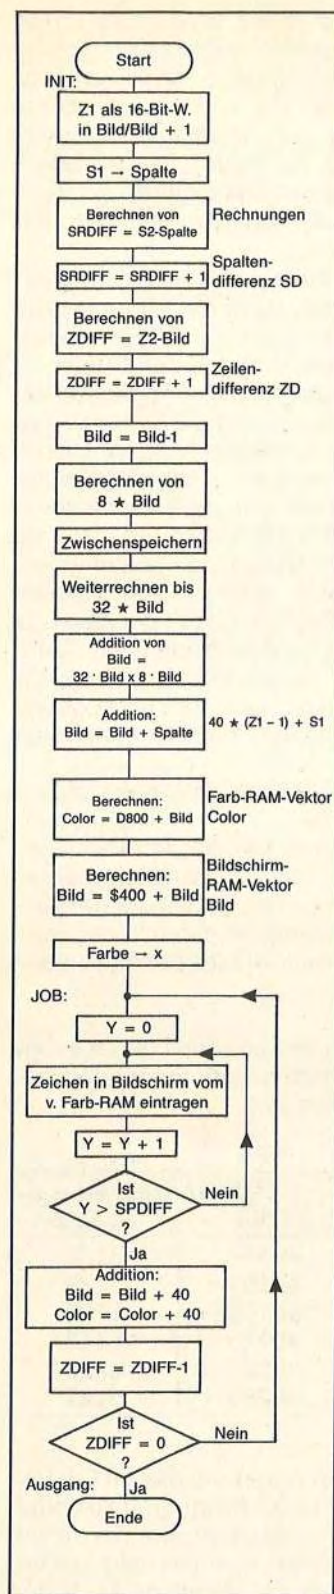 Start
INIT:
Z1 als 16-Bit-W.
in Bild/Bild + 1
S1 → Spalte
Berechnen von
SRDIFF = S2-Spalte
Rechnungen
SRDIFF = SRDIFF + 1
Spalten-
differenz SD
Berechnen von
ZDIFF = Z2-Bild
ZDIFF = ZDIFF + 1
Zeilen-
differenz ZD
Bild = Bild-1
Berechnen von
8 ★ Bild
Zwischenspeichern
Weiterrechnen bis
32 ★ Bild
Addition von
Bild =
32 · Bild x 8 · Bild
Addition:
Bild = Bild + Spalte
40 ★ (Z1 – 1) + S1
Berechnen:
Color = D800 + Bild
Farb-RAM-Vektor
Color
Berechnen:
Bild = $400 + Bild
Bildschirm-
RAM-Vektor
Bild
Farbe → x
JOB:
Y = 0
Zeichen in Bildschirm vom
v. Farb-RAM eintragen
Y = Y + 1
Ist
Y > SPDIFF
?
Nein
Ja
Addition:
Bild = Bild + 40
Color = Color + 40
ZDIFF = ZDIFF-1
Ist
ZDIFF = 0
?
Nein
Ja
Ausgang:
Ende